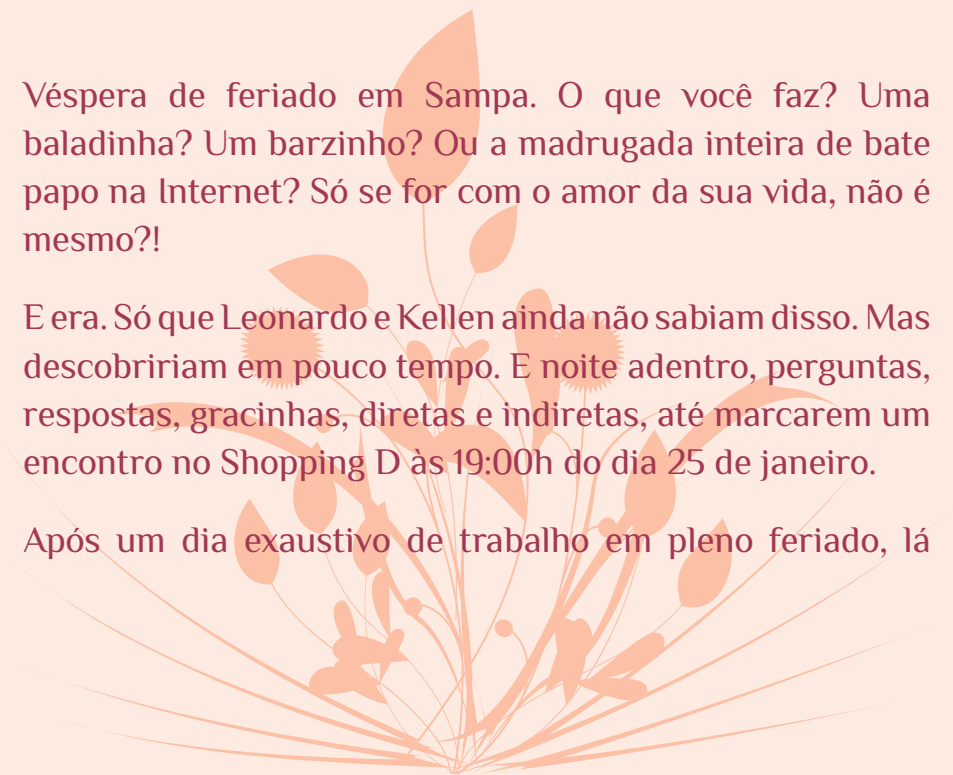 Véspera de feriado em Sampa. O que você faz? Uma
baladinha? Um barzinho? Ou a madrugada inteira de bate
papo na Internet? Só se for com o amor da sua vida, não é
mesmo?!
E era. Só que Leonardo e Kellen ainda não sabiam disso. Mas
descobririam em pouco tempo. E noite adentro, perguntas,
respostas, gracinhas, diretas e indiretas, até marcarem um
encontro no Shopping D às 19:00h do dia 25 de janeiro.
Após um dia exaustivo de trabalho em pleno feriado, lá